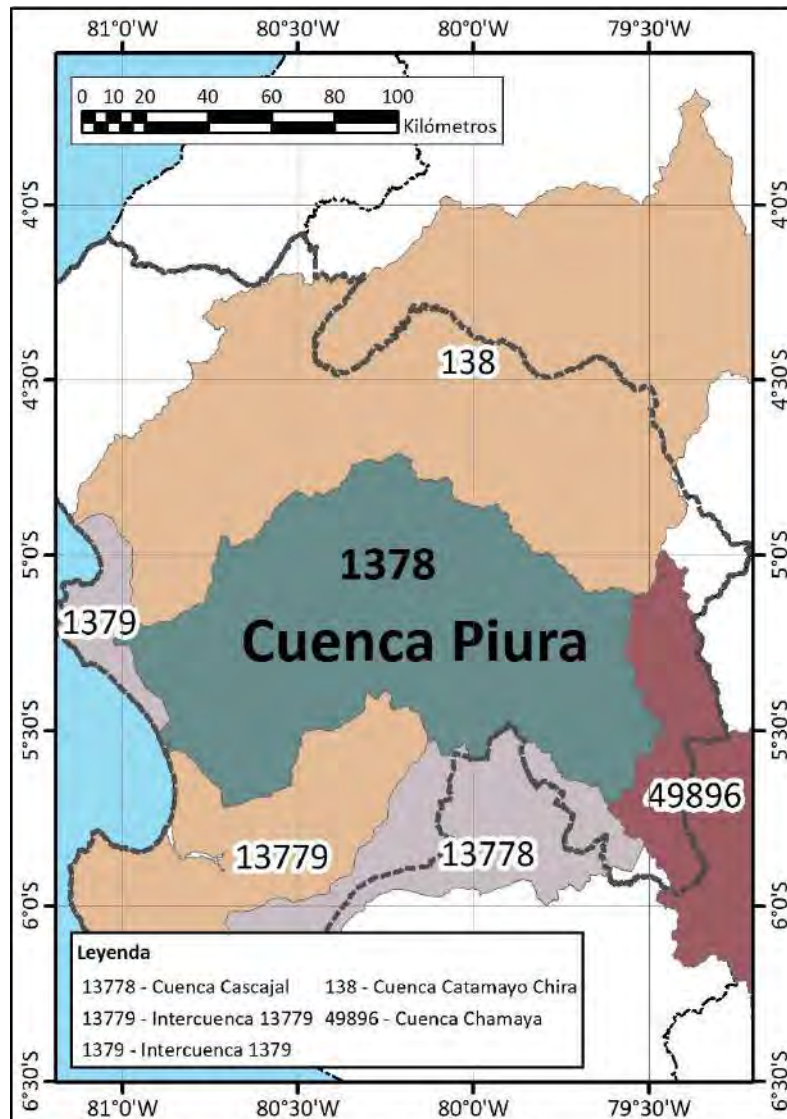 81°0'W 80°30'W 80°0'W 79°30'W
0 10 20 40 60 80 100
Kilómetros
4°0'S 4°0'S
138
4°30'S 4°30'S
1378
5°0'S 5°0'S
1379
Cuenca Piura
5°30'S 5°30'S
49896
13779 13778
6°0'S 6°0'S
Leyenda
13778 - Cuenca Cascajal 138 - Cuenca Catamayo Chira
13779 - Intercuenca 13779 49896 - Cuenca Chamaya
1379 - Intercuenca 1379
6°30'S 6°30'S
81°0'W 80°30'W 80°0'W 79°30'W